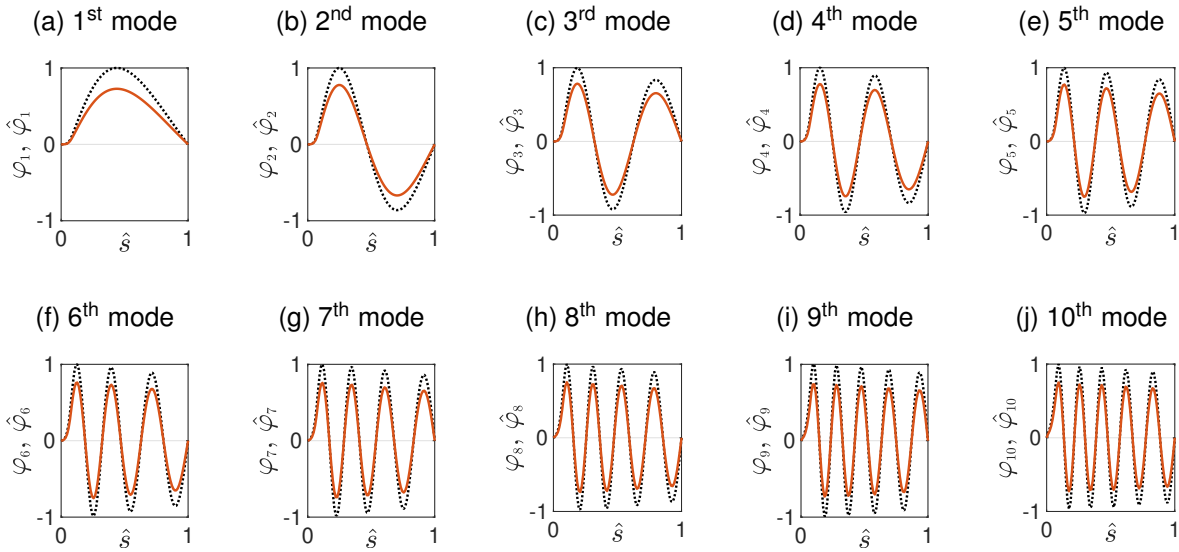 (a) 1st mode
(b) 2nd mode
(c) 3rd mode
(d) 4th mode
(e) 5th mode
φ1, φ̂1
1
0
-1
0
1
ŝ
φ2, φ̂2
1
0
-1
0
1
ŝ
φ3, φ̂3
1
0
-1
0
1
ŝ
φ4, φ̂4
1
0
-1
0
1
ŝ
φ5, φ̂5
1
0
-1
0
1
ŝ
(f) 6th mode
(g) 7th mode
(h) 8th mode
(i) 9th mode
(j) 10th mode
φ6, φ̂6
1
0
-1
0
1
ŝ
φ7, φ̂7
1
0
-1
0
1
ŝ
φ8, φ̂8
1
0
-1
0
1
ŝ
φ9, φ̂9
1
0
-1
0
1
ŝ
φ10, φ̂10
1
0
-1
0
1
ŝ